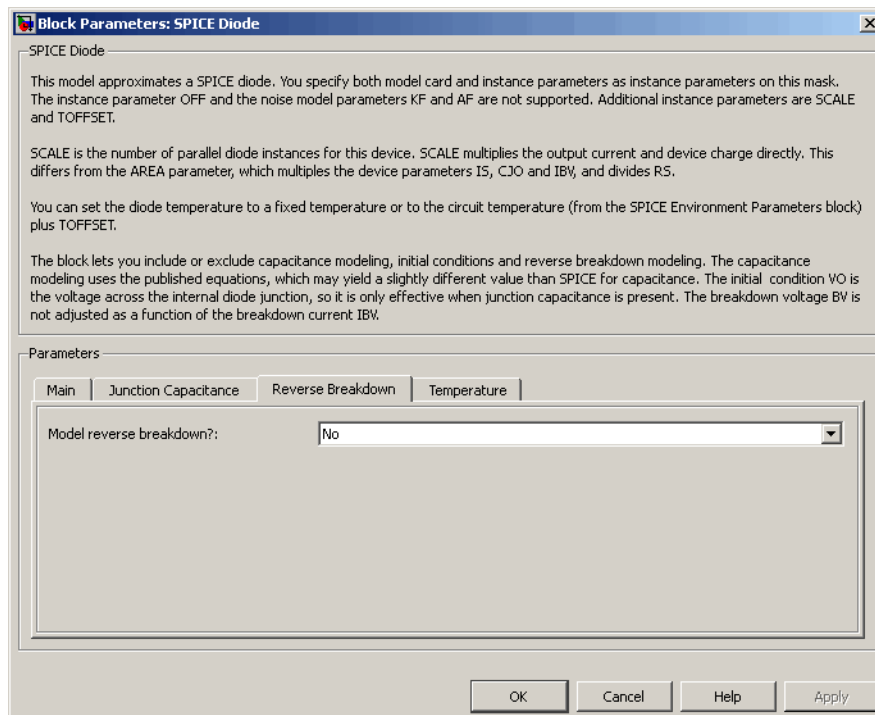 Block Parameters: SPICE Diode
SPICE Diode
This model approximates a SPICE diode. You specify both model card and instance parameters as instance parameters on this mask.
The instance parameter OFF and the noise model parameters KF and AF are not supported. Additional instance parameters are SCALE
and TOFFSET.
SCALE is the number of parallel diode instances for this device. SCALE multiplies the output current and device charge directly. This
differs from the AREA parameter, which multiples the device parameters IS, CJO and IBV, and divides RS.
You can set the diode temperature to a fixed temperature or to the circuit temperature (from the SPICE Environment Parameters block)
plus TOFFSET.
The block lets you include or exclude capacitance modeling, initial conditions and reverse breakdown modeling. The capacitance
modeling uses the published equations, which may yield a slightly different value than SPICE for capacitance. The initial condition VO is
the voltage across the internal diode junction, so it is only effective when junction capacitance is present. The breakdown voltage BV is
not adjusted as a function of the breakdown current IBV.
Parameters
Main Junction Capacitance Reverse Breakdown Temperature
Model reverse breakdown?: No
OK Cancel Help Apply